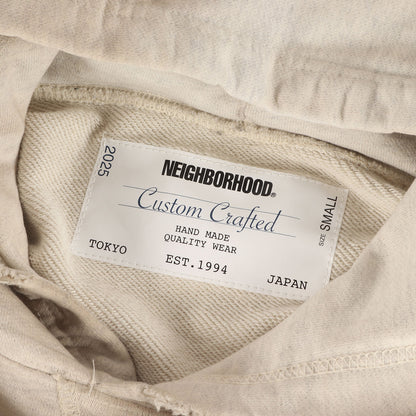 2025
NEIGHBORHOOD®
Custom Crafted
HAND MADE
QUALITY WEAR
SIZE SMALL
TOKYO
EST.1994
JAPAN